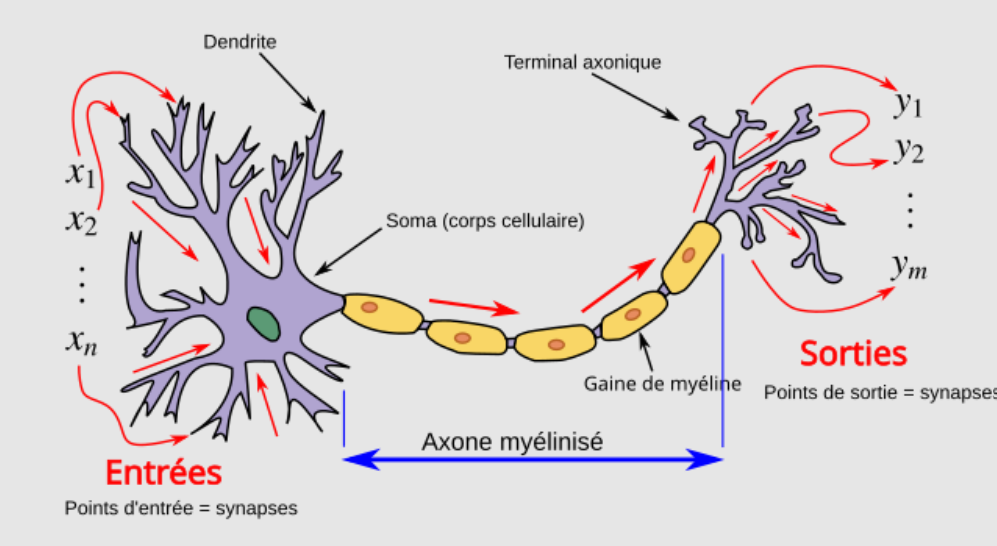 Dendrite
Terminal axonique
y1
x1
y2
x2
Soma (corps cellulaire)
⋮
⋮
ym
xn
Sorties
Gaine de myéline
Points de sortie = synapses
Axone myélinisé
Entrées
Points d'entrée = synapses